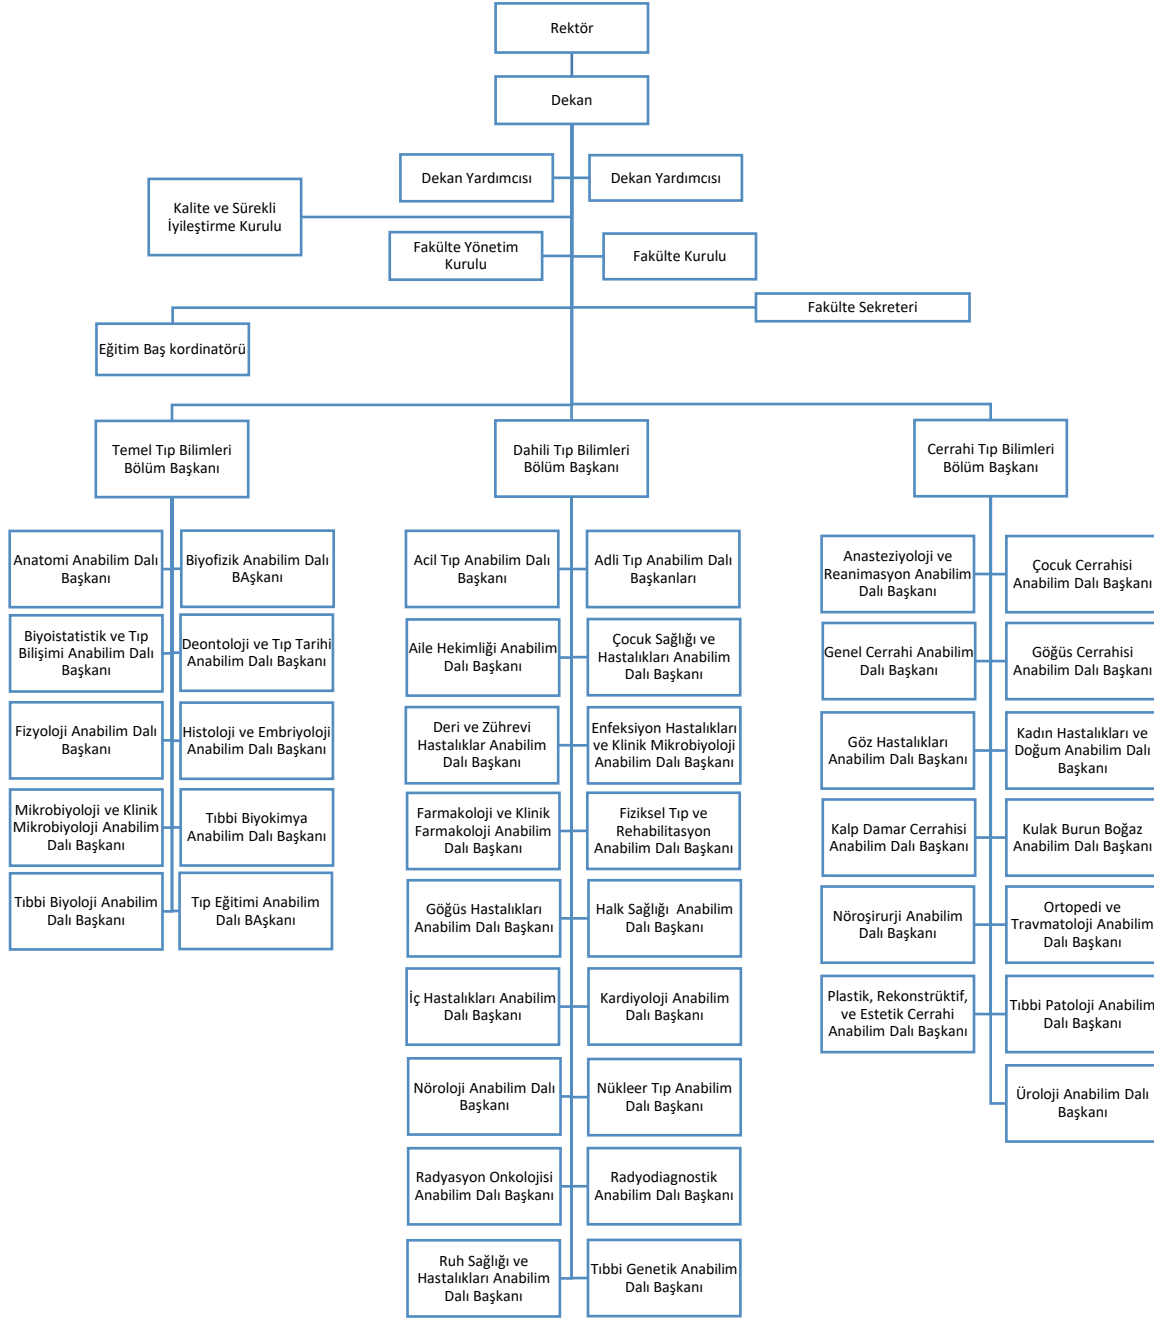 Rektör
Dekan
Dekan Yardımcısı
Dekan Yardımcısı
Kalite ve Sürekli
İyileştirme Kurulu
Fakülte Yönetim
Kurulu
Fakülte Kurulu
Fakülte Sekreteri
Eğitim Baş kordinatörü
Temel Tıp Bilimleri
Bölüm Başkanı
Dahili Tıp Bilimleri
Bölüm Başkanı
Cerrahi Tıp Bilimleri
Bölüm Başkanı
Anatomi Anabilim Dalı
Başkanı
Biyofizik Anabilim Dalı
BAşkanı
Biyoistatistik ve Tıp
Bilişimi Anabilim Dalı
Başkanı
Deontoloji ve Tıp Tarihi
Anabilim Dalı Başkanı
Fizyoloji Anabilim Dalı
Başkanı
Histoloji ve Embriyoloji
Anabilim Dalı Başkanı
Mikrobiyoloji ve Klinik
Mikrobiyoloji Anabilim
Dalı Başkanı
Tıbbi Biyokimya
Anabilim Dalı Başkanı
Tıbbi Biyoloji Anabilim
Dalı Başkanı
Tıp Eğitimi Anabilim
Dalı BAşkanı
Acil Tıp Anabilim Dalı
Başkanı
Adli Tıp Anabilim Dalı
Başkanları
Aile Hekimliği Anabilim
Dalı Başkanı
Çocuk Sağlığı ve
Hastalıkları Anabilim
Dalı Başkanı
Deri ve Zührevi
Hastalıklar Anabilim
Dalı Başkanı
Enfeksiyon Hastalıkları
ve Klinik Mikrobiyoloji
Anabilim Dalı Başkanı
Farmakoloji ve Klinik
Farmakoloji Anabilim
Dalı Başkanı
Fiziksel Tıp ve
Rehabilitasyon
Anabilim Dalı Başkanı
Göğüs Hastalıkları
Anabilim Dalı Başkanı
Halk Sağlığı  Anabilim
Dalı Başkanı
İç Hastalıkları Anabilim
Dalı Başkanı
Kardiyoloji Anabilim
Dalı Başkanı
Nöroloji Anabilim Dalı
Başkanı
Nükleer Tıp Anabilim
Dalı Başkanı
Radyasyon Onkolojisi
Anabilim Dalı Başkanı
Radyodiagnostik
Anabilim Dalı Başkanı
Ruh Sağlığı ve
Hastalıkları Anabilim
Dalı Başkanı
Tıbbi Genetik Anabilim
Dalı Başkanı
Anasteziyoloji ve
Reanimasyon Anabilim
Dalı Başkanı
Çocuk Cerrahisi
Anabilim Dalı Başkanı
Genel Cerrahi Anabilim
Dalı Başkanı
Göğüs Cerrahisi
Anabilim Dalı Başkanı
Göz Hastalıkları
Anabilim Dalı Başkanı
Kadın Hastalıkları ve
Doğum Anabilim Dalı
Başkanı
Kalp Damar Cerrahisi
Anabilim Dalı Başkanı
Kulak Burun Boğaz
Anabilim Dalı Başkanı
Nöroşirurji Anabilim
Dalı Başkanı
Ortopedi ve
Travmatoloji Anabilim
Dalı Başkanı
Plastik, Rekonstrüktif,
ve Estetik Cerrahi
Anabilim Dalı Başkanı
Tıbbi Patoloji Anabilim
Dalı Başkanı
Üroloji Anabilim Dalı
Başkanı